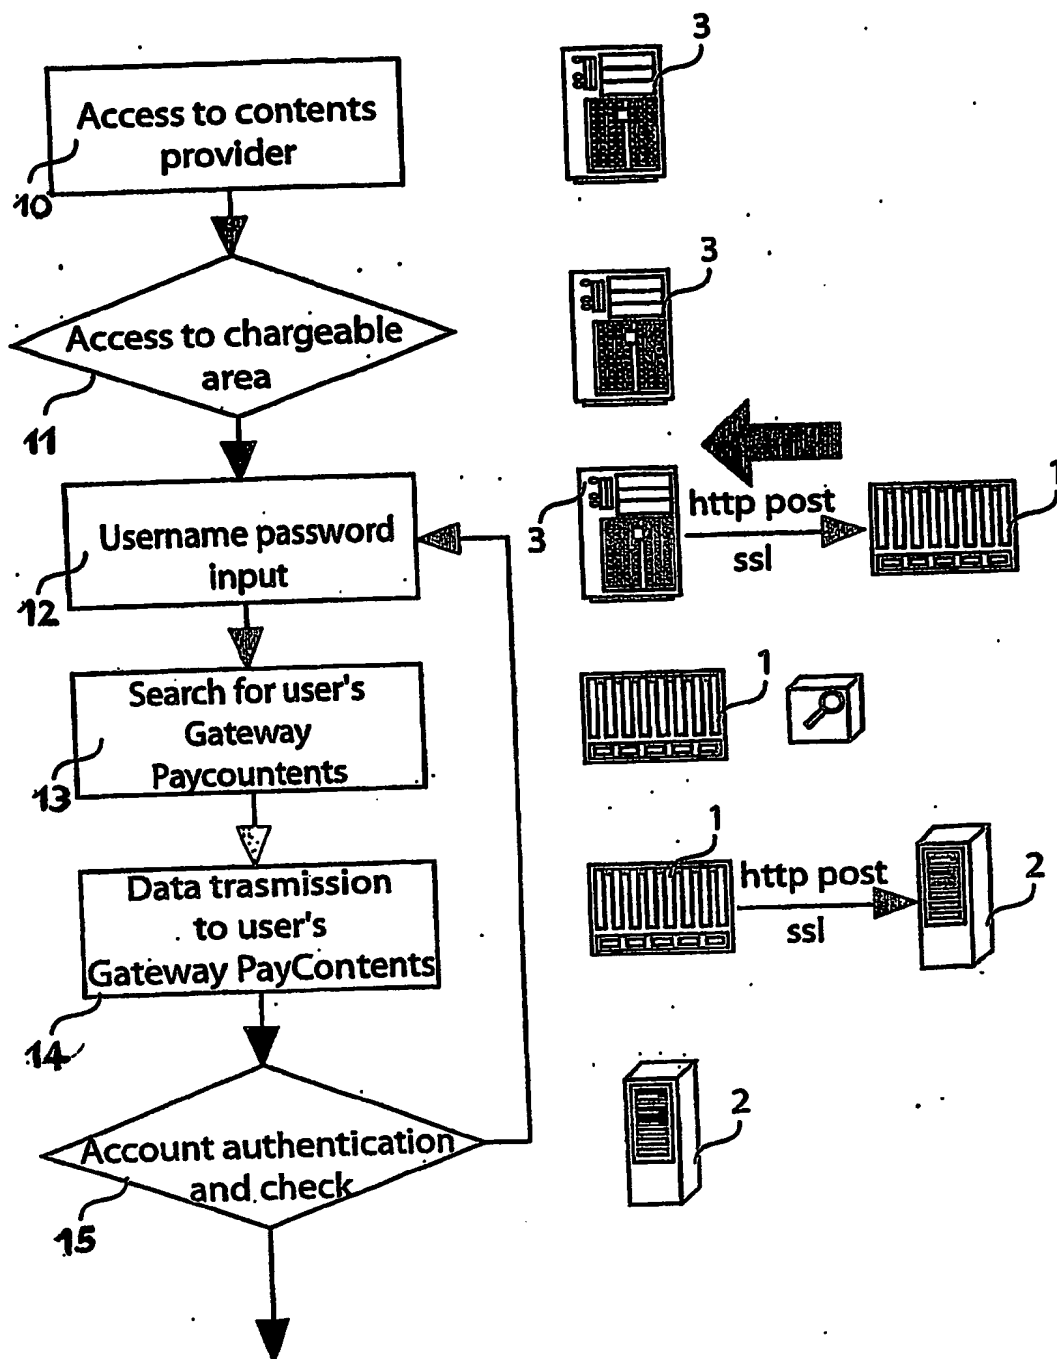 3
Access to contents
provider
10
3
Access to chargeable
area
11
1
http post
3
ssl
Username password
input
12
1
Search for user's
Gateway
Paycountents
13
1
http post
2
ssl
Data trasmission
to user's
Gateway PayContents
14
2
Account authentication
and check
15